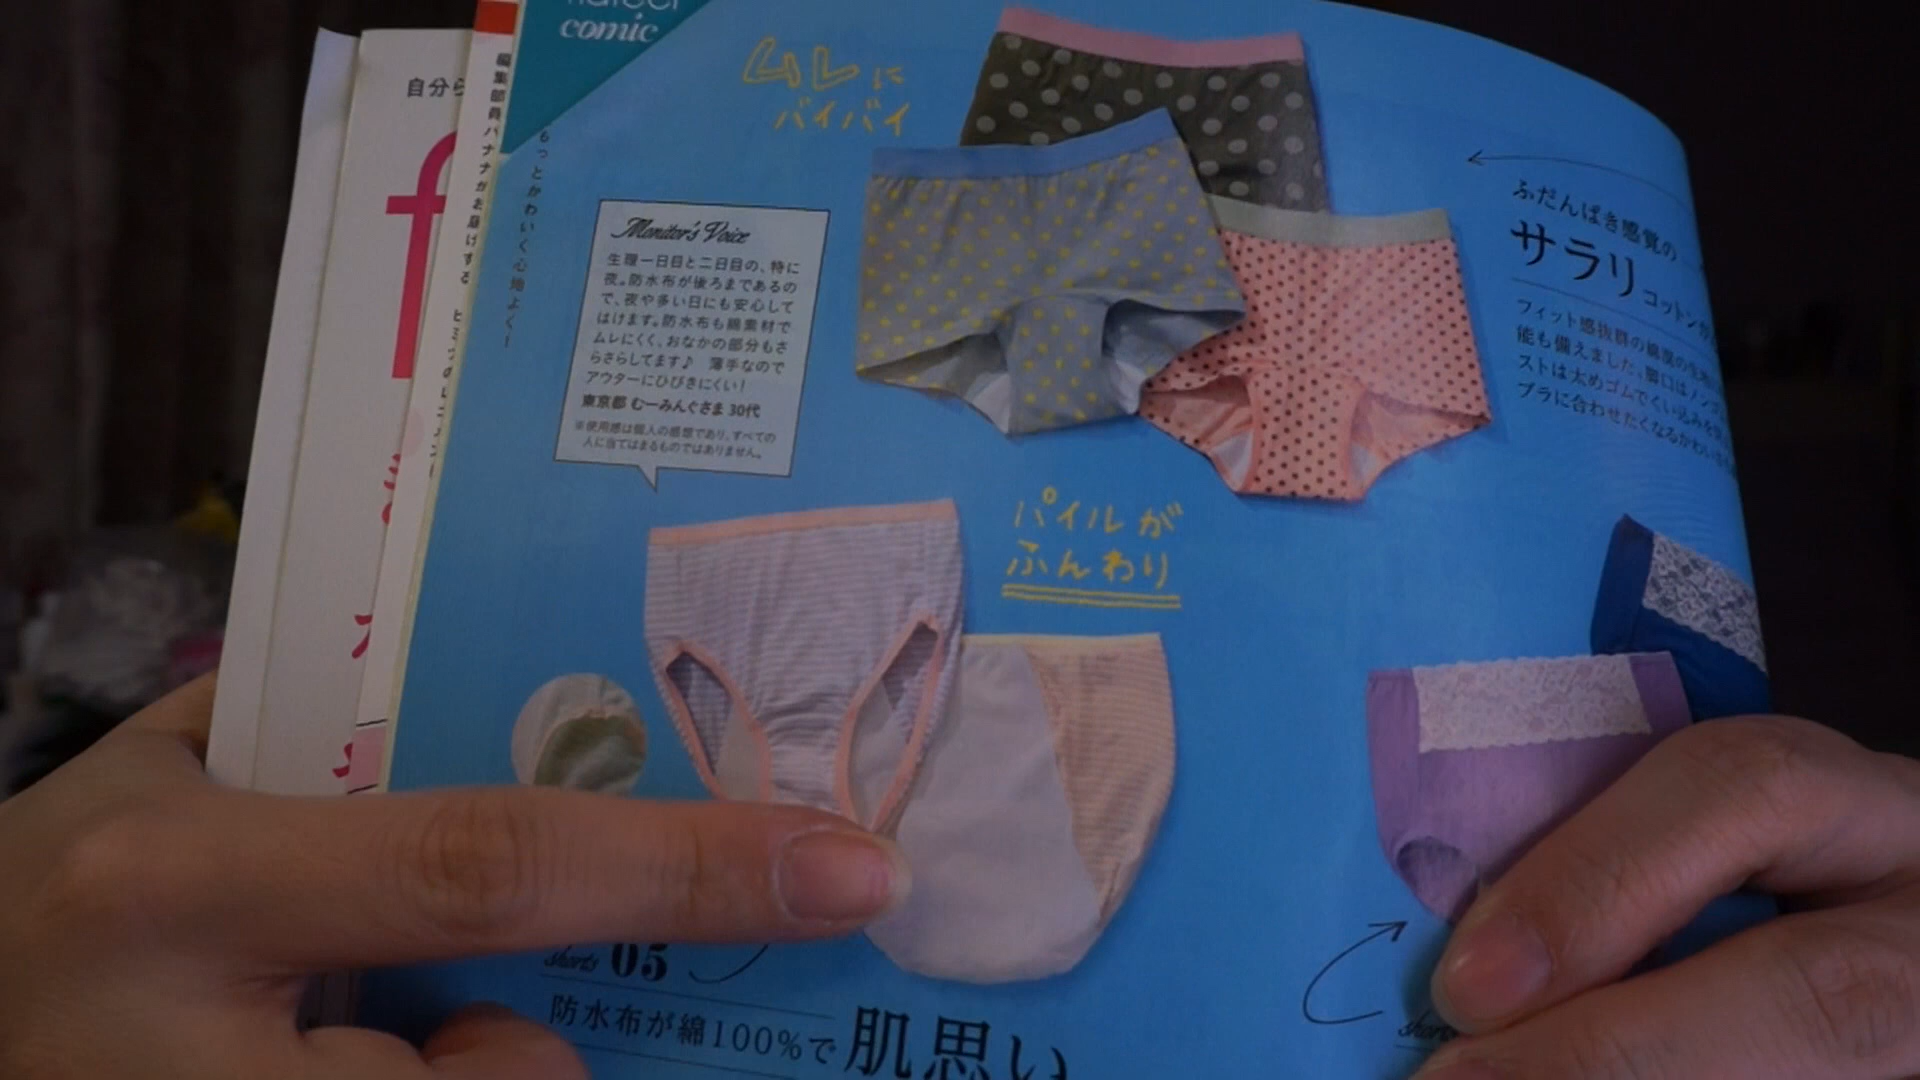 comic
自分ら
f
編集部員バナナがお届けする
もっとかわいく心地よく！
ムレに
バイバイ
Monitor's Voice
生理一日目と二日目の、特に
夜。防水布が後ろまであるの
で、夜や多い日にも安心して
はけます。防水布も綿素材で
ムレにくく、おなかの部分もさ
らさらしてます♪ 薄手なので
アウターにひびきにくい！
東京都 むーみんぐさま 30代
※使用感は個人の感想であり、すべての
人に当てはまるものではありません。
ふだんばき感覚の
サラリコットン
フィット感抜群の綿混の生地
能も備えました。脚口は
ストは太めゴムでくい込みを
ブラに合わせたくなるかわいさ
パイルが
ふんわり
shorts 05
防水布が綿100%で肌思い